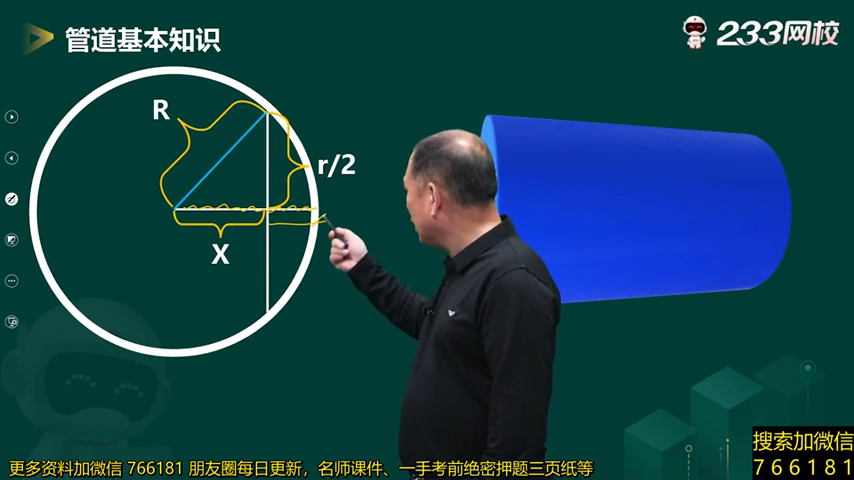 管道基本知识
233网校
R
r/2
X
搜索加微信
766181
更多资料加微信 766181 朋友圈每日更新，名师课件、一手考前绝密押题三页纸等